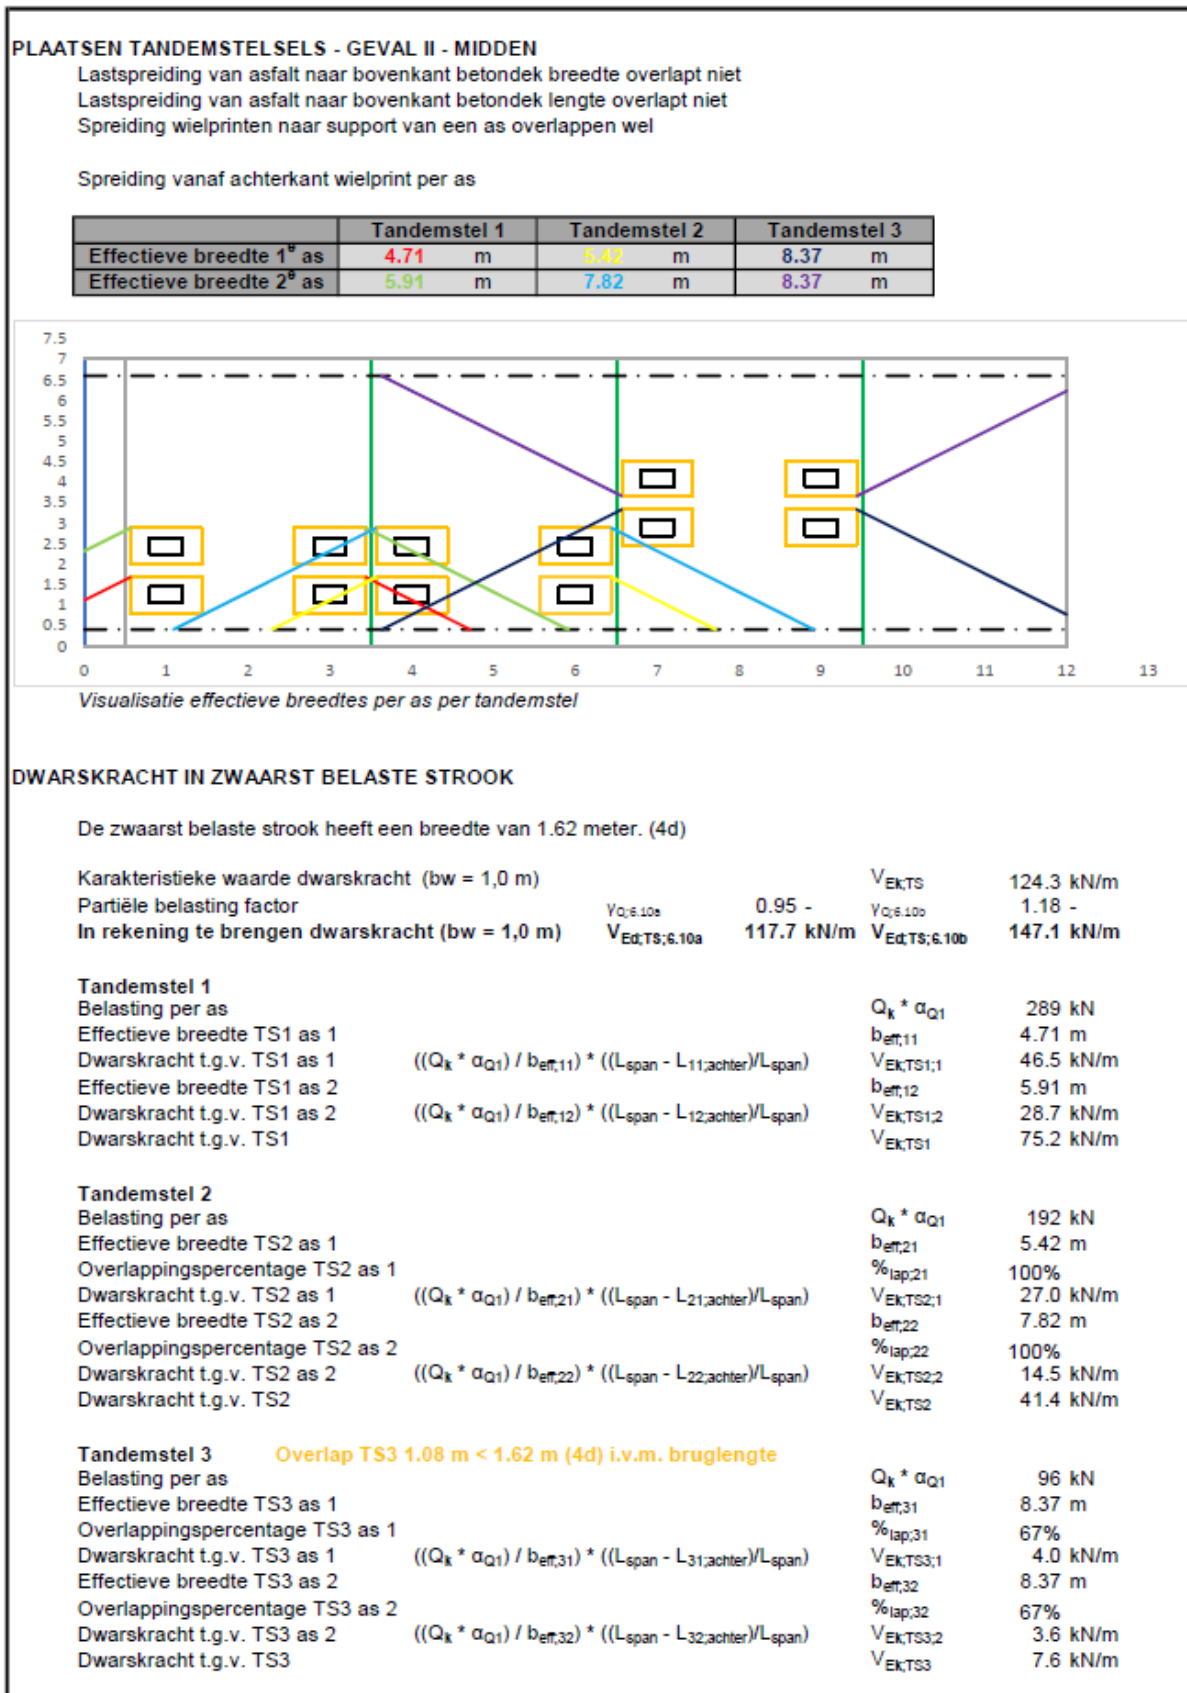 PLAATSEN TANDEMSTELSELS - GEVAL II - MIDDEN
Lastspreiding van asfalt naar bovenkant betondek breedte overlapt niet
Lastspreiding van asfalt naar bovenkant betondek lengte overlapt niet
Spreiding wielprinten naar support van een as overlappen wel
Spreiding vanaf achterkant wielprint per as
Tandemstel 1 Tandemstel 2 Tandemstel 3
Effectieve breedte 1e as 4.71 m 5.42 m 8.37 m
Effectieve breedte 2e as 5.91 m 7.82 m 8.37 m
7.5
7
6.5
6
5.5
5
4.5
4
3.5
3
2.5
2
1.5
1
0.5
0
0 1 2 3 4 5 6 7 8 9 10 11 12 13
Visualisatie effectieve breedtes per as per tandemstel
DWARSKRACHT IN ZWAARST BELASTE STROOK
De zwaarst belaste strook heeft een breedte van 1.62 meter. (4d)
Karakteristieke waarde dwarskracht (bw = 1,0 m) VEk;TS 124.3 kN/m
Partiële belasting factor γQ;6.10a 0.95 - γQ;6.10b 1.18 -
In rekening te brengen dwarskracht (bw = 1,0 m) VEd;TS;6.10a 117.7 kN/m VEd;TS;6.10b 147.1 kN/m
Tandemstel 1
Belasting per as Qk * αQ1 289 kN
Effectieve breedte TS1 as 1 beff;11 4.71 m
Dwarskracht t.g.v. TS1 as 1 ((Qk * αQ1) / beff;11) * ((Lspan - L11;achter)/Lspan) VEk;TS1;1 46.5 kN/m
Effectieve breedte TS1 as 2 beff;12 5.91 m
Dwarskracht t.g.v. TS1 as 2 ((Qk * αQ1) / beff;12) * ((Lspan - L12;achter)/Lspan) VEk;TS1;2 28.7 kN/m
Dwarskracht t.g.v. TS1 VEk;TS1 75.2 kN/m
Tandemstel 2
Belasting per as Qk * αQ1 192 kN
Effectieve breedte TS2 as 1 beff;21 5.42 m
Overlappingspercentage TS2 as 1 %lap;21 100%
Dwarskracht t.g.v. TS2 as 1 ((Qk * αQ1) / beff;21) * ((Lspan - L21;achter)/Lspan) VEk;TS2;1 27.0 kN/m
Effectieve breedte TS2 as 2 beff;22 7.82 m
Overlappingspercentage TS2 as 2 %lap;22 100%
Dwarskracht t.g.v. TS2 as 2 ((Qk * αQ1) / beff;22) * ((Lspan - L22;achter)/Lspan) VEk;TS2;2 14.5 kN/m
Dwarskracht t.g.v. TS2 VEk;TS2 41.4 kN/m
Tandemstel 3 Overlap TS3 1.08 m < 1.62 m (4d) i.v.m. bruglengte
Belasting per as Qk * αQ1 96 kN
Effectieve breedte TS3 as 1 beff;31 8.37 m
Overlappingspercentage TS3 as 1 %lap;31 67%
Dwarskracht t.g.v. TS3 as 1 ((Qk * αQ1) / beff;31) * ((Lspan - L31;achter)/Lspan) VEk;TS3;1 4.0 kN/m
Effectieve breedte TS3 as 2 beff;32 8.37 m
Overlappingspercentage TS3 as 2 %lap;32 67%
Dwarskracht t.g.v. TS3 as 2 ((Qk * αQ1) / beff;32) * ((Lspan - L32;achter)/Lspan) VEk;TS3;2 3.6 kN/m
Dwarskracht t.g.v. TS3 VEk;TS3 7.6 kN/m